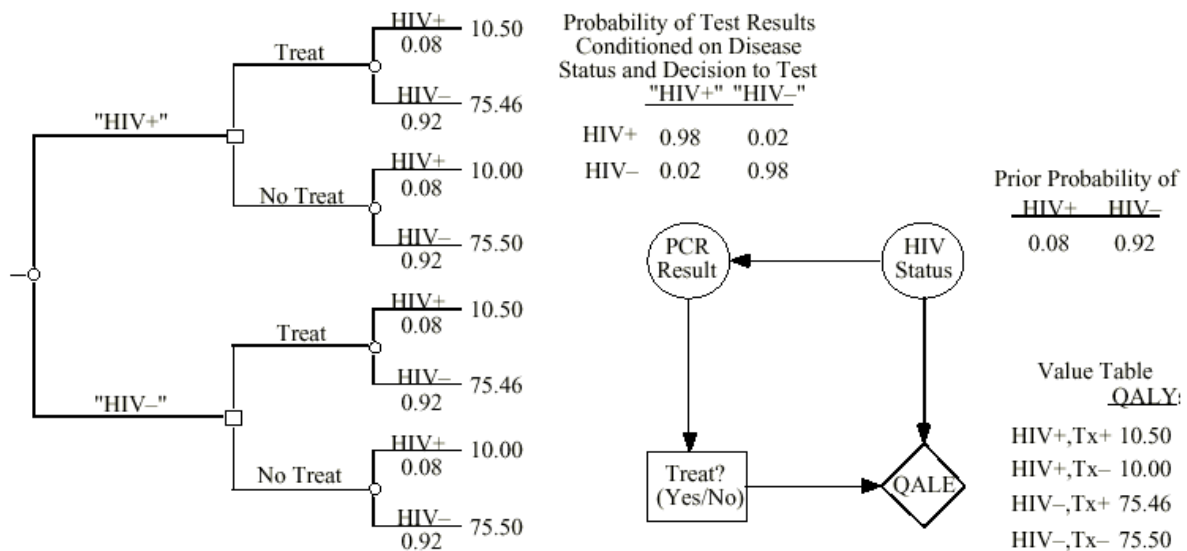 "HIV+"
Treat
HIV+
0.08
10.50
HIV–
0.92
75.46
No Treat
HIV+
0.08
10.00
HIV–
0.92
75.50
"HIV–"
Treat
HIV+
0.08
10.50
HIV–
0.92
75.46
No Treat
HIV+
0.08
10.00
HIV–
0.92
75.50
Probability of Test Results
Conditioned on Disease
Status and Decision to Test
"HIV+" "HIV–"
HIV+ 0.98 0.02
HIV– 0.02 0.98
Prior Probability of
HIV+ HIV–
0.08 0.92
PCR
Result
HIV
Status
Treat?
(Yes/No)
QALE
Value Table
QALYs
HIV+,Tx+ 10.50
HIV+,Tx– 10.00
HIV–,Tx+ 75.46
HIV–,Tx– 75.50